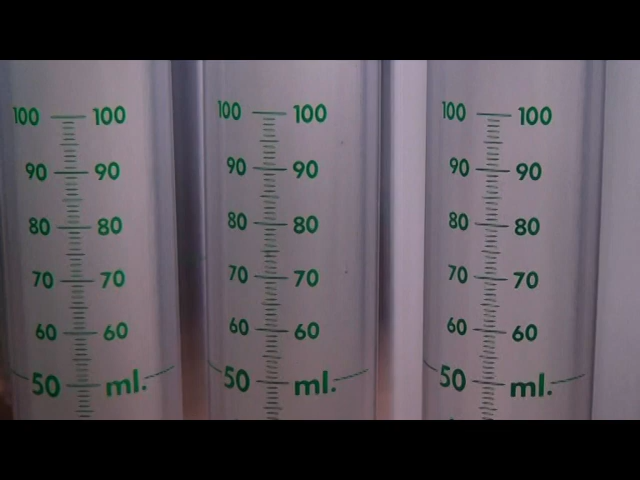 100 100 100 100 100 100
90 90 90 90 90 90
80 80 80 80 80 80
70 70 70 70 70 70
60 60 60 60 60 60
50 ml. 50 ml. 50 ml.